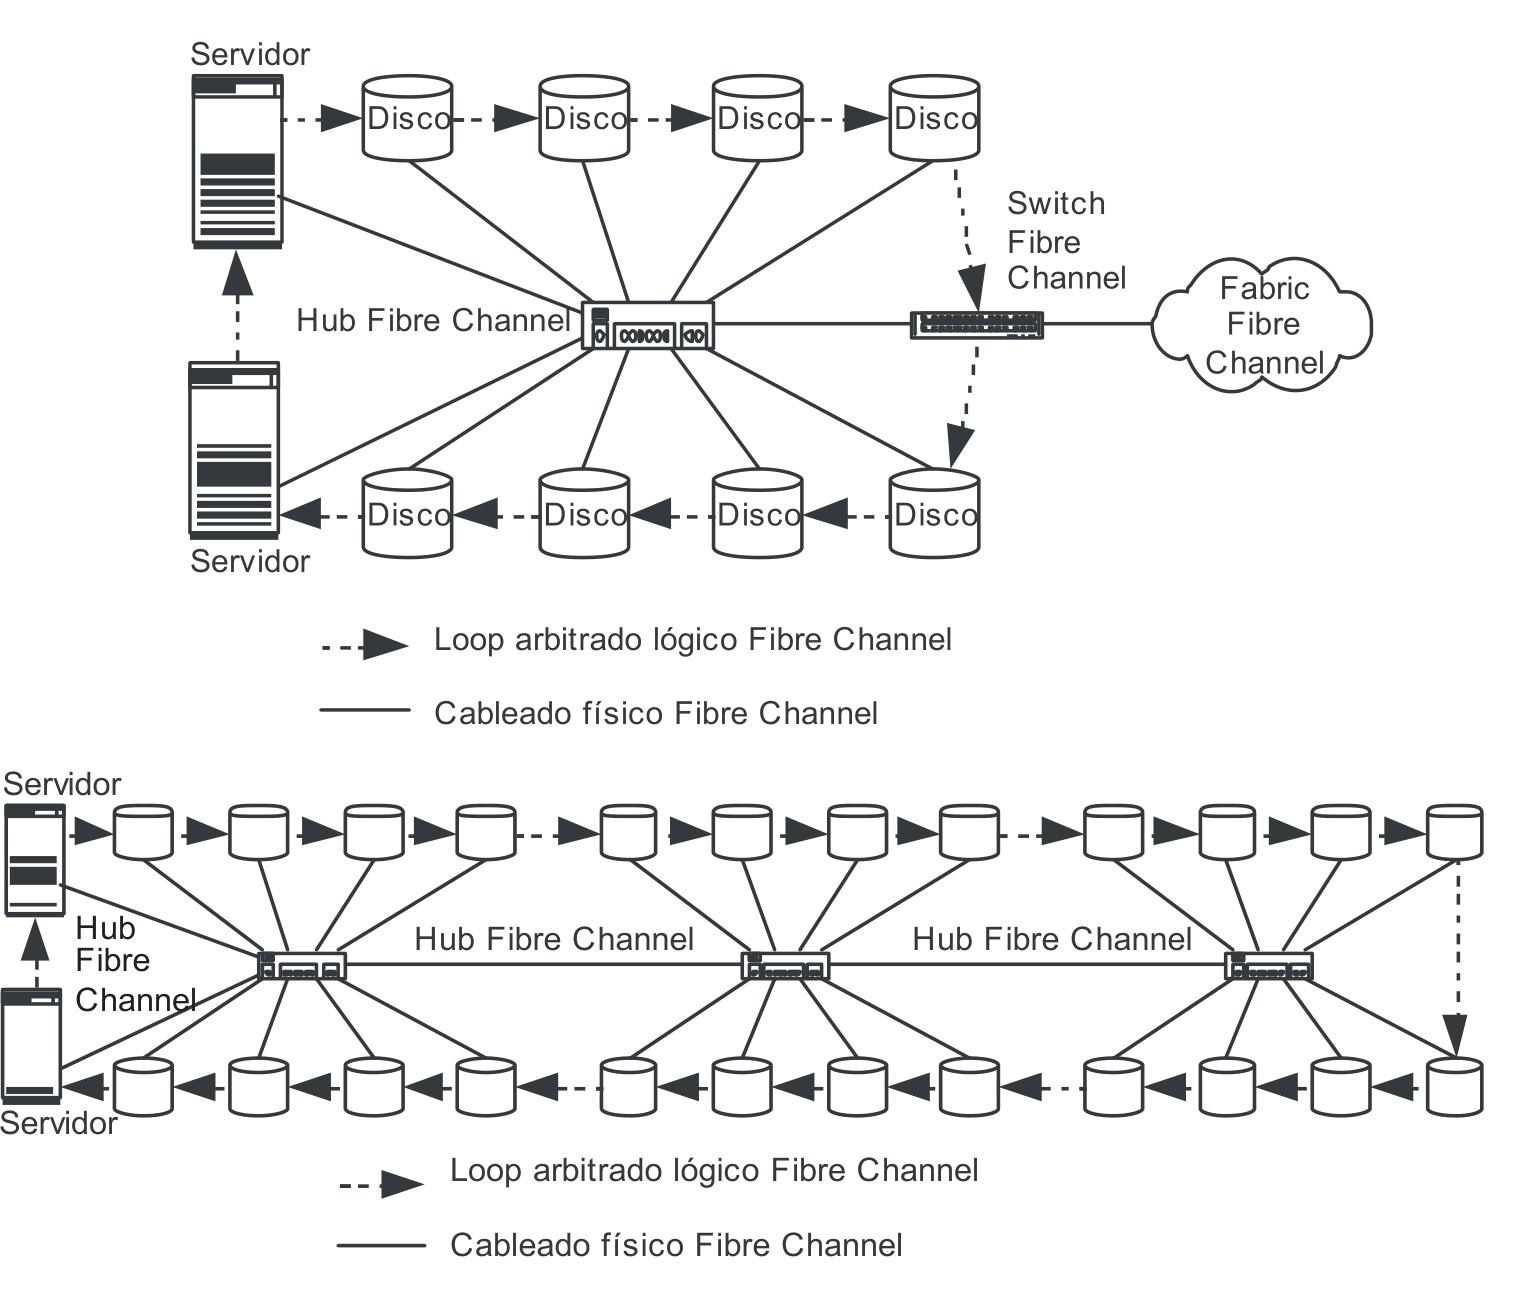 Servidor
Disco Disco Disco Disco
Switch
Fibre
Channel
Hub Fibre Channel
Fabric
Fibre
Channel
Disco Disco Disco Disco
Servidor
Loop arbitrado lógico Fibre Channel
Cableado físico Fibre Channel
Servidor
Hub
Fibre
Channel
Hub Fibre Channel
Hub Fibre Channel
Servidor
Loop arbitrado lógico Fibre Channel
Cableado físico Fibre Channel